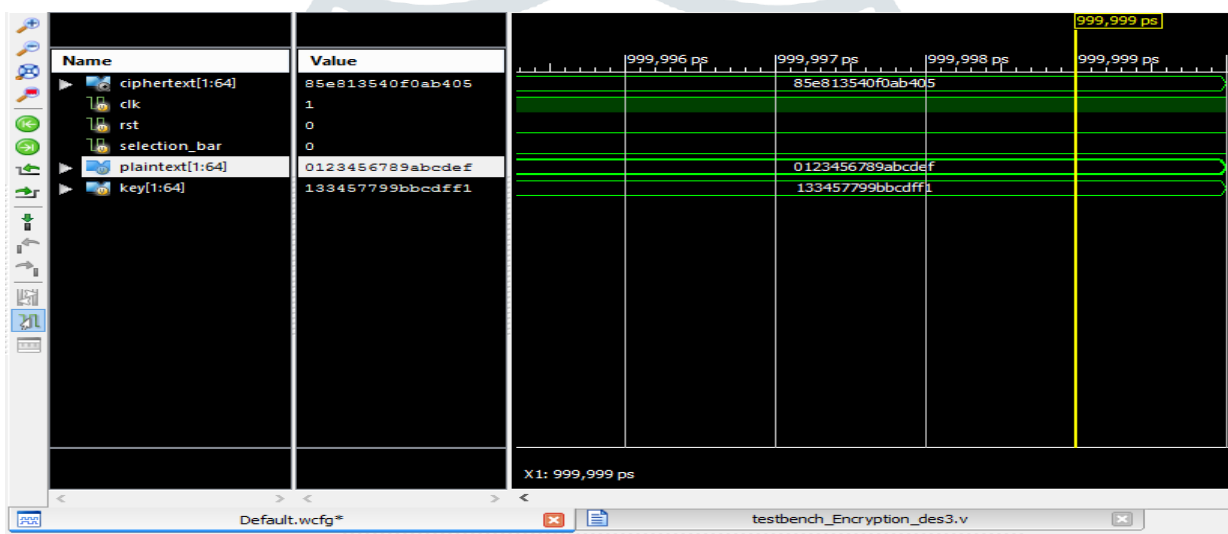 999,999 ps
Name Value
999,996 ps 999,997 ps 999,998 ps 999,999 ps
ciphertext[1:64] 85e813540f0ab405 85e813540f0ab405
clk 1
rst 0
selection_bar 0
plaintext[1:64] 0123456789abcdef 0123456789abcdef
key[1:64] 133457799bbcdff1 133457799bbcdff1
X1: 999,999 ps
Default.wcfg* testbench_Encryption_des3.v